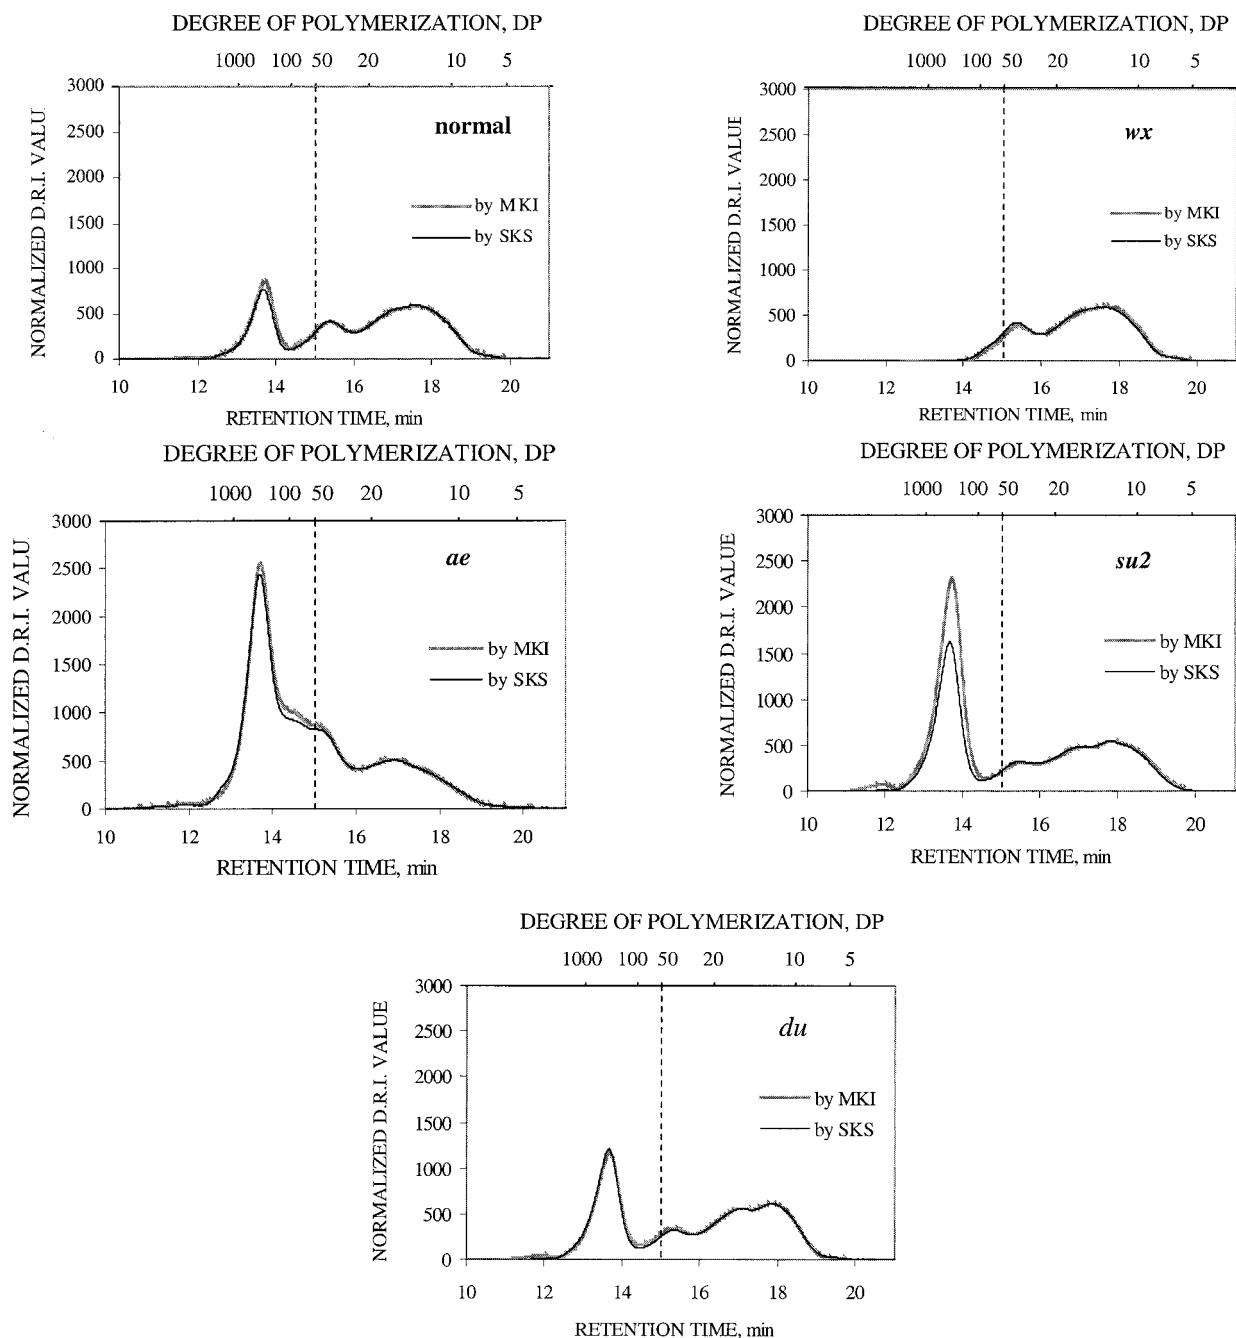 DEGREE OF POLYMERIZATION, DP
1000 100 50 20 10 5
3000
2500
2000
1500
1000
500
0
NORMALIZED D.R.I. VALU
normal
by MKI
by SKS
10 12 14 16 18 20
RETENTION TIME, min
DEGREE OF POLYMERIZATION, DP
1000 100 50 20 10 5
3000
2500
2000
1500
1000
500
0
NORMALIZED D.R.I. VALUE
wx
by MKI
by SKS
10 12 14 16 18 20
RETENTION TIME, min
DEGREE OF POLYMERIZATION, DP
1000 100 50 20 10 5
3000
2500
2000
1500
1000
500
0
NORMALIZED D.R.I. VALU
ae
by MKI
by SKS
10 12 14 16 18 20
RETENTION TIME, min
DEGREE OF POLYMERIZATION, DP
1000 100 50 20 10 5
3000
2500
2000
1500
1000
500
0
NORMALIZED D.R.I. VALUE
su2
by MKI
by SKS
10 12 14 16 18 20
RETENTION TIME, min
DEGREE OF POLYMERIZATION, DP
1000 100 50 20 10 5
3000
2500
2000
1500
1000
500
0
NORMALIZED D.R.I. VALUE
du
by MKI
by SKS
10 12 14 16 18 20
RETENTION TIME, min